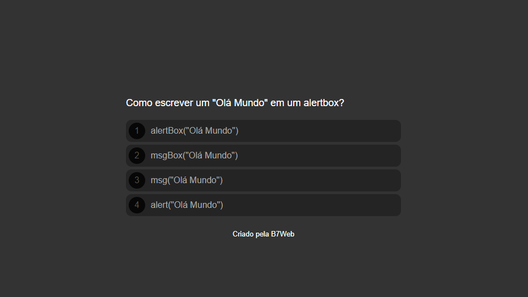 Como escrever um "Olá Mundo" em um alertbox?
1 alertBox("Olá Mundo")
2 msgBox("Olá Mundo")
3 msg("Olá Mundo")
4 alert("Olá Mundo")
Criado pela B7Web